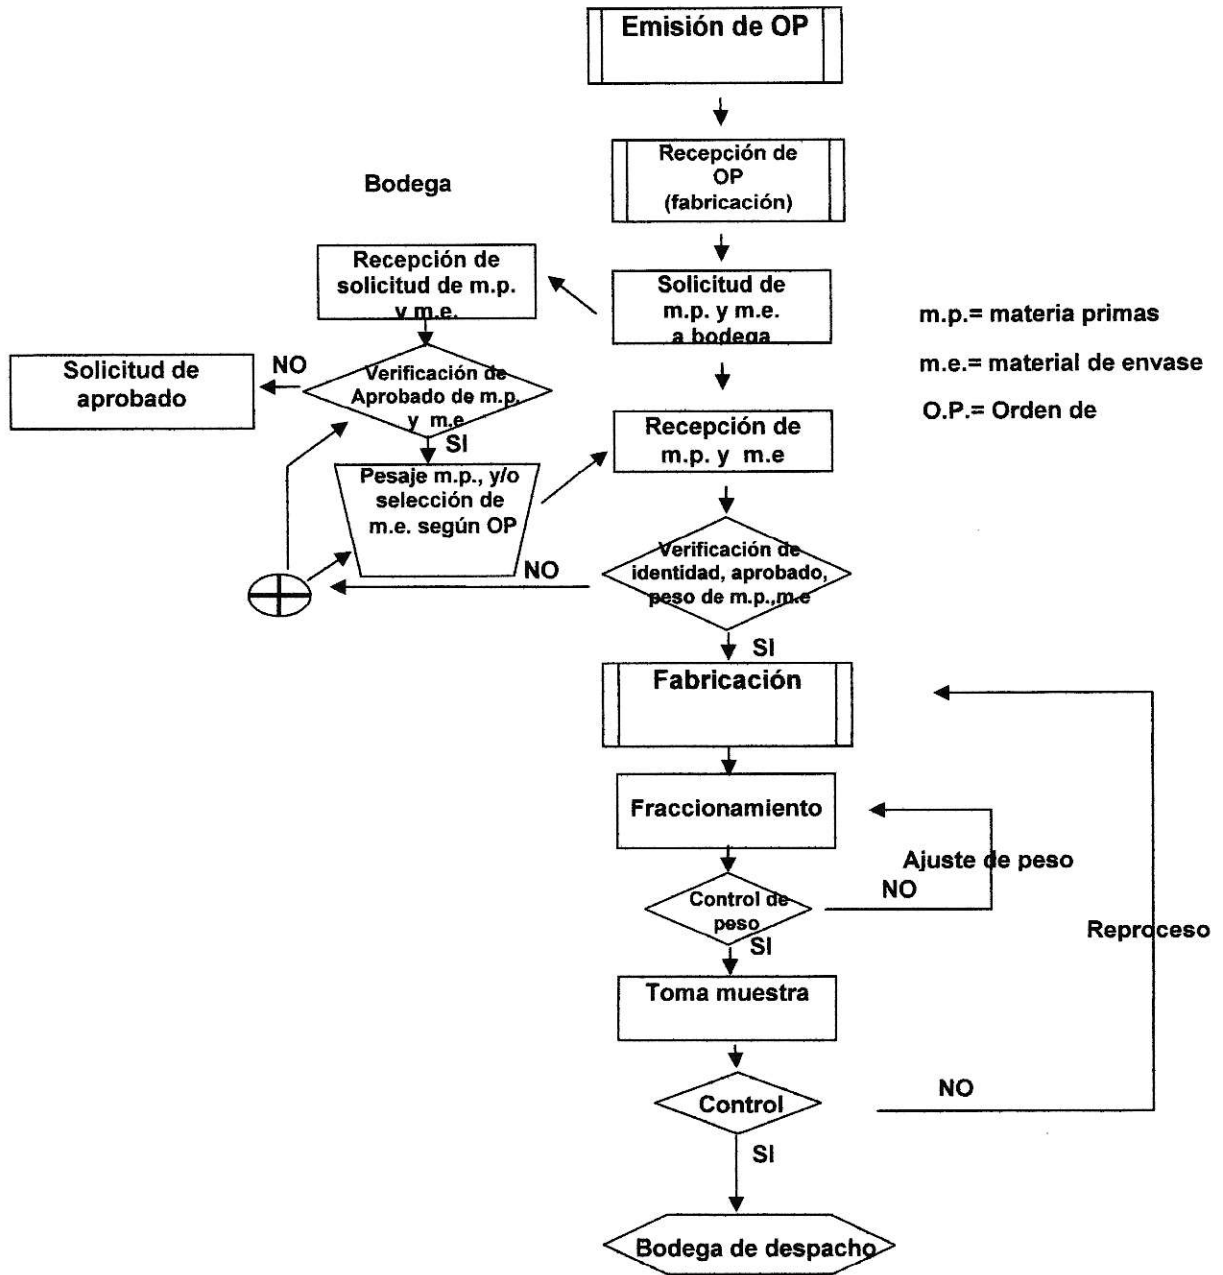 Emisión de OP
Recepción de
OP
(fabricación)
Bodega
Recepción de
solicitud de m.p.
y m.e.
Solicitud de
m.p. y m.e.
a bodega
m.p.= materia primas
m.e.= material de envase
O.P.= Orden de
Solicitud de
aprobado
NO
Verificación de
Aprobado de m.p.
y m.e
SI
Recepción de
m.p. y m.e
Pesaje m.p., y/o
selección de
m.e. según OP
NO
Verificación de
identidad, aprobado,
peso de m.p.,m.e
SI
Fabricación
Fraccionamiento
Ajuste de peso
NO
Control de
peso
SI
Reproceso
Toma muestra
NO
Control
SI
Bodega de despacho